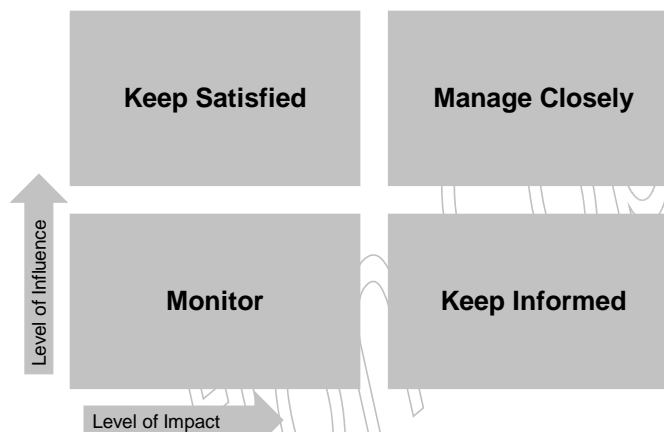 Keep Satisfied
Manage Closely
Level of Influence
Monitor
Keep Informed
Level of Impact